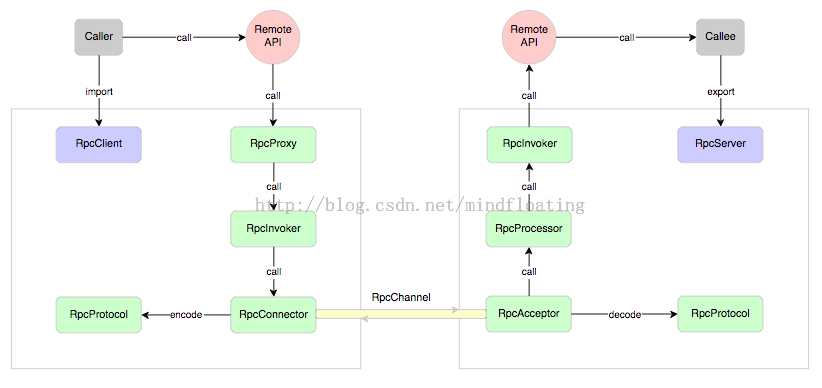 Caller
call
Remote
API
Remote
API
call
Callee
import
call
call
export
RpcClient
RpcProxy
RpcInvoker
RpcServer
call
call
http://blog.csdn.net/mindfloating
RpcInvoker
RpcProcessor
call
call
RpcChannel
RpcProtocol
encode
RpcConnector
RpcAcceptor
decode
RpcProtocol